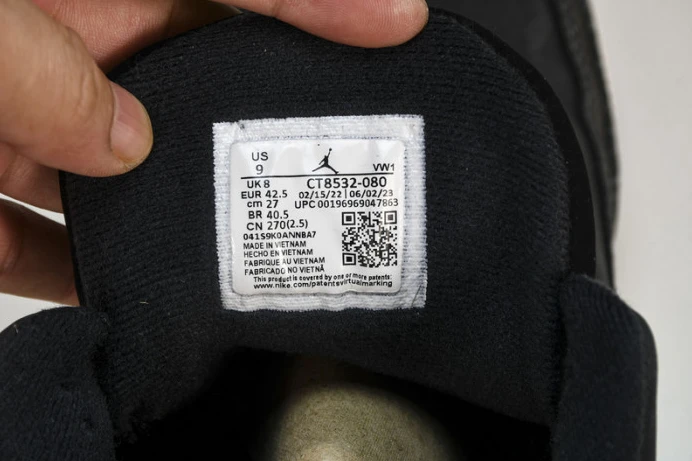 US
9
VW1
UK 8 CT8532-080
EUR 42.5 02/15/22 | 06/02/23
cm 27 UPC 00196969047863
BR 40.5
CN 270(2.5)
041S9K0ANNBA7
MADE IN VIETNAM
HECHO EN VIETNAM
FABRIQUE AU VIETNAM
FABRICADO NO VIETNÃ
This product is covered by one or more patents:
www.nike.com/patentsvirtualmarking